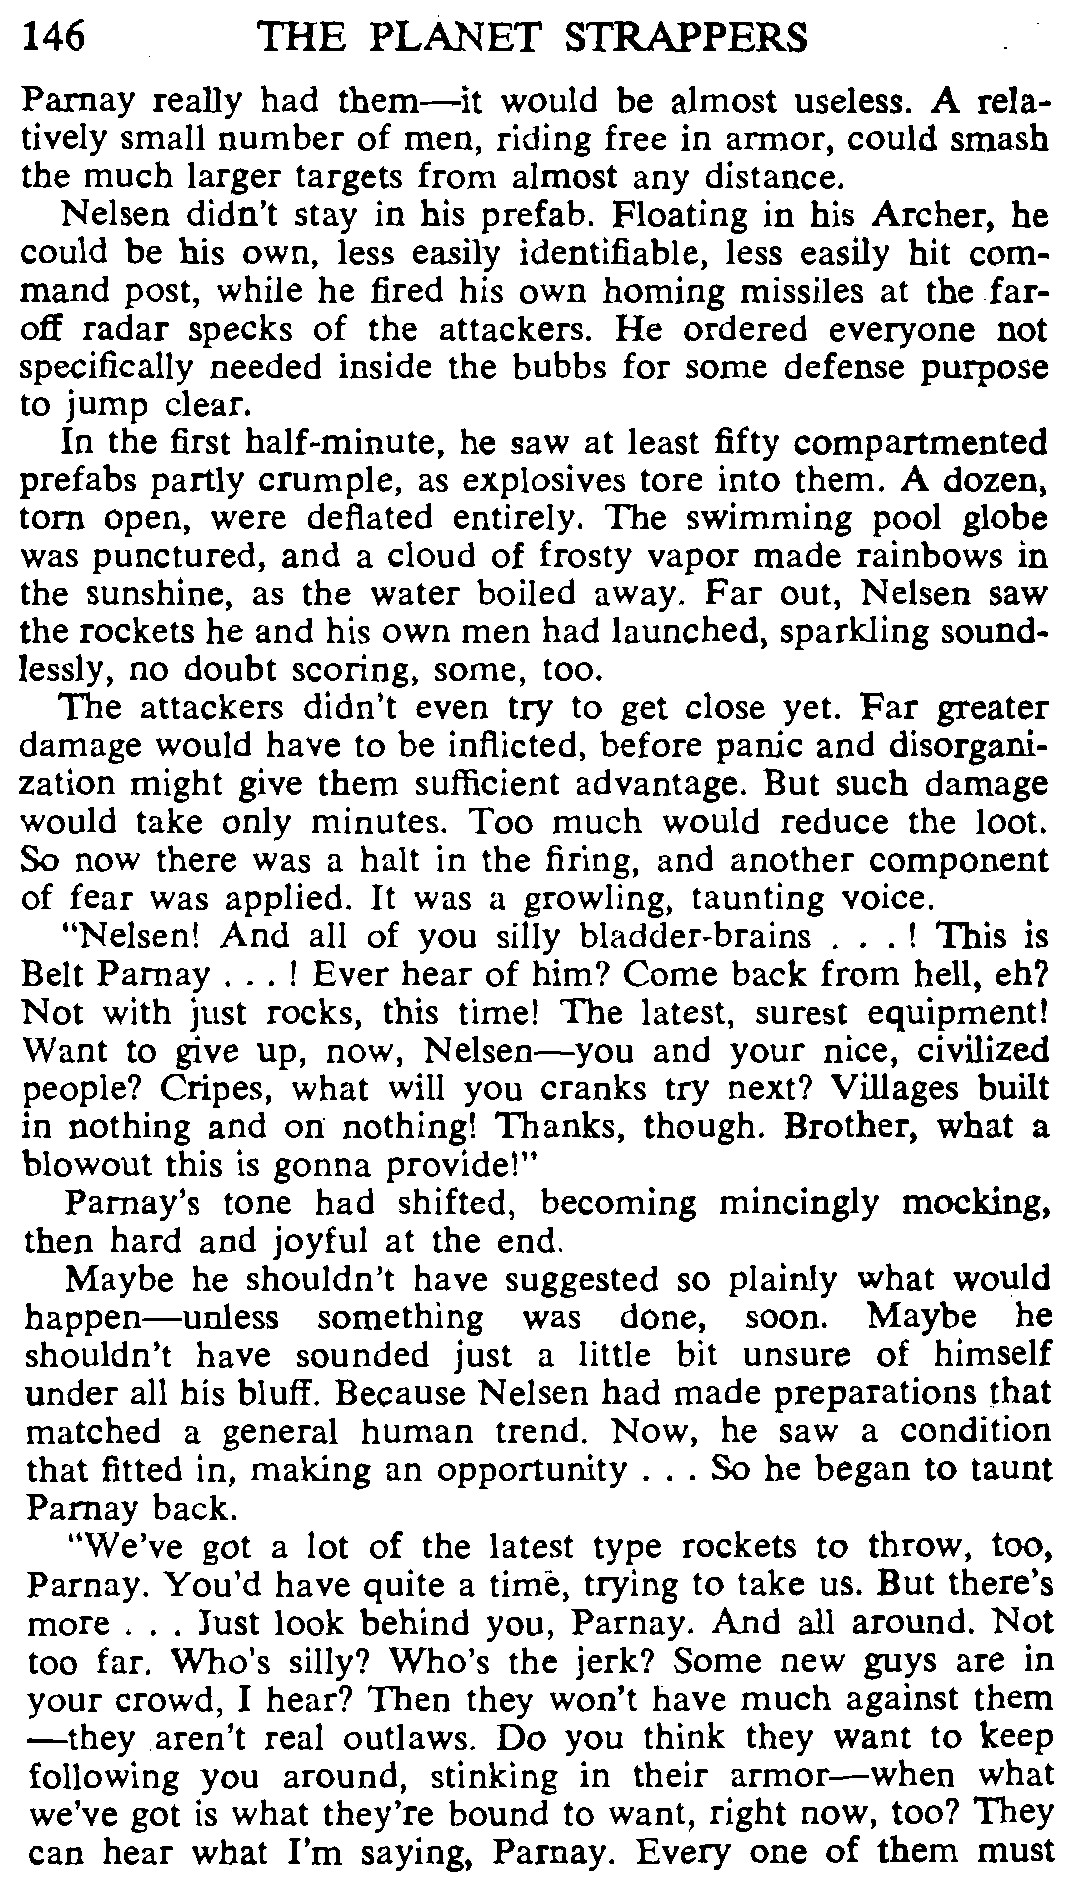 146 THE PLANET STRAPPERS
Parnay really had them—it would be almost useless. A rela-
tively small number of men, riding free in armor, could smash
the much larger targets from almost any distance.
Nelsen didn't stay in his prefab. Floating in his Archer, he
could be his own, less easily identifiable, less easily hit com-
mand post, while he fired his own homing missiles at the far-
off radar specks of the attackers. He ordered everyone not
specifically needed inside the bubbs for some defense purpose
to jump clear.
In the first half-minute, he saw at least fifty compartmented
prefabs partly crumple, as explosives tore into them. A dozen,
torn open, were deflated entirely. The swimming pool globe
was punctured, and a cloud of frosty vapor made rainbows in
the sunshine, as the water boiled away. Far out, Nelsen saw
the rockets he and his own men had launched, sparkling sound-
lessly, no doubt scoring, some, too.
The attackers didn't even try to get close yet. Far greater
damage would have to be inflicted, before panic and disorgani-
zation might give them sufficient advantage. But such damage
would take only minutes. Too much would reduce the loot.
So now there was a halt in the firing, and another component
of fear was applied. It was a growling, taunting voice.
"Nelsen! And all of you silly bladder-brains . . . ! This is
Belt Parnay . . . ! Ever hear of him? Come back from hell, eh?
Not with just rocks, this time! The latest, surest equipment!
Want to give up, now, Nelsen—you and your nice, civilized
people? Cripes, what will you cranks try next? Villages built
in nothing and on nothing! Thanks, though. Brother, what a
blowout this is gonna provide!"
Parnay's tone had shifted, becoming mincingly mocking,
then hard and joyful at the end.
Maybe he shouldn't have suggested so plainly what would
happen—unless something was done, soon. Maybe he
shouldn't have sounded just a little bit unsure of himself
under all his bluff. Because Nelsen had made preparations that
matched a general human trend. Now, he saw a condition
that fitted in, making an opportunity . . . So he began to taunt
Parnay back.
"We've got a lot of the latest type rockets to throw, too,
Parnay. You'd have quite a time, trying to take us. But there's
more . . . Just look behind you, Parnay. And all around. Not
too far. Who's silly? Who's the jerk? Some new guys are in
your crowd, I hear? Then they won't have much against them
—they aren't real outlaws. Do you think they want to keep
following you around, stinking in their armor—when what
we've got is what they're bound to want, right now, too? They
can hear what I'm saying, Parnay. Every one of them must